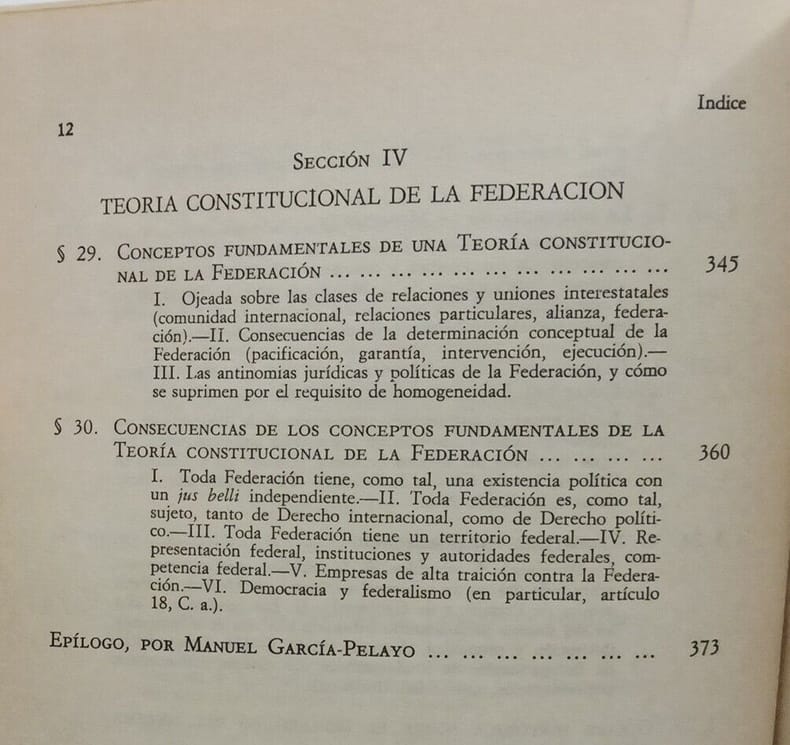 Indice
12
SECCIÓN IV
TEORIA CONSTITUCIONAL DE LA FEDERACION
§ 29. CONCEPTOS FUNDAMENTALES DE UNA TEORÍA CONSTITUCIO-
NAL DE LA FEDERACIÓN ... ... ... ... ... ... ... ... ... ... ... ... 345
I. Ojeada sobre las clases de relaciones y uniones interestatales
(comunidad internacional, relaciones particulares, alianza, federa-
ción).—II. Consecuencias de la determinación conceptual de la
Federación (pacificación, garantía, intervención, ejecución).—
III. Las antinomias jurídicas y políticas de la Federación, y cómo
se suprimen por el requisito de homogeneidad.
§ 30. CONSECUENCIAS DE LOS CONCEPTOS FUNDAMENTALES DE LA
TEORÍA CONSTITUCIONAL DE LA FEDERACIÓN ... ... ... ... 360
I. Toda Federación tiene, como tal, una existencia política con
un jus belli independiente.—II. Toda Federación es, como tal,
sujeto, tanto de Derecho internacional, como de Derecho políti-
co.—III. Toda Federación tiene un territorio federal.—IV. Re-
presentación federal, instituciones y autoridades federales, com-
petencia federal.—V. Empresas de alta traición contra la Federa-
ción.—VI. Democracia y federalismo (en particular, artículo
18, C. a.).
EPÍLOGO, POR MANUEL GARCÍA-PELAYO ... ... ... ... ... ... ... 373